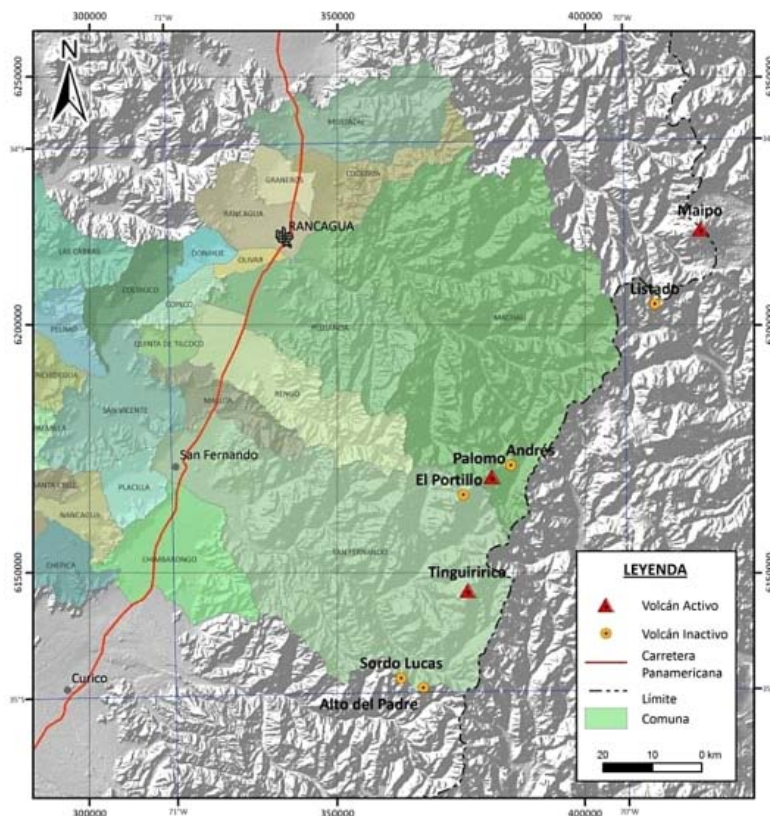 300000
71°W
350000
400000
70°W
N
6250000
34°S
GRANEROS
CODEGUA
RANCAGUA
RANCAGUA
Maipo
LAS CABRAS
DOÑIHUE
OLIVAR
COLTAUCO
Listado
COINCO
6200000
6200000
PEUMO
MACHALI
QUINTA DE TILCOCO
RENGO
SAN VICENTE
MALLOA
San Fernando
Palomo
Andrés
El Portillo
PLACILLA
NANCAGUA
SAN FERNANDO
CHIMBARONGO
CHEPICA
6150000
Tinguiririca
LEYENDA
Volcán Activo
Volcán Inactivo
Carretera
Panamericana
Límite
Comuna
20
10
0 km
Sordo Lucas
Curico
35°S
Alto del Padre
300000
71°W
350000
400000
70°W